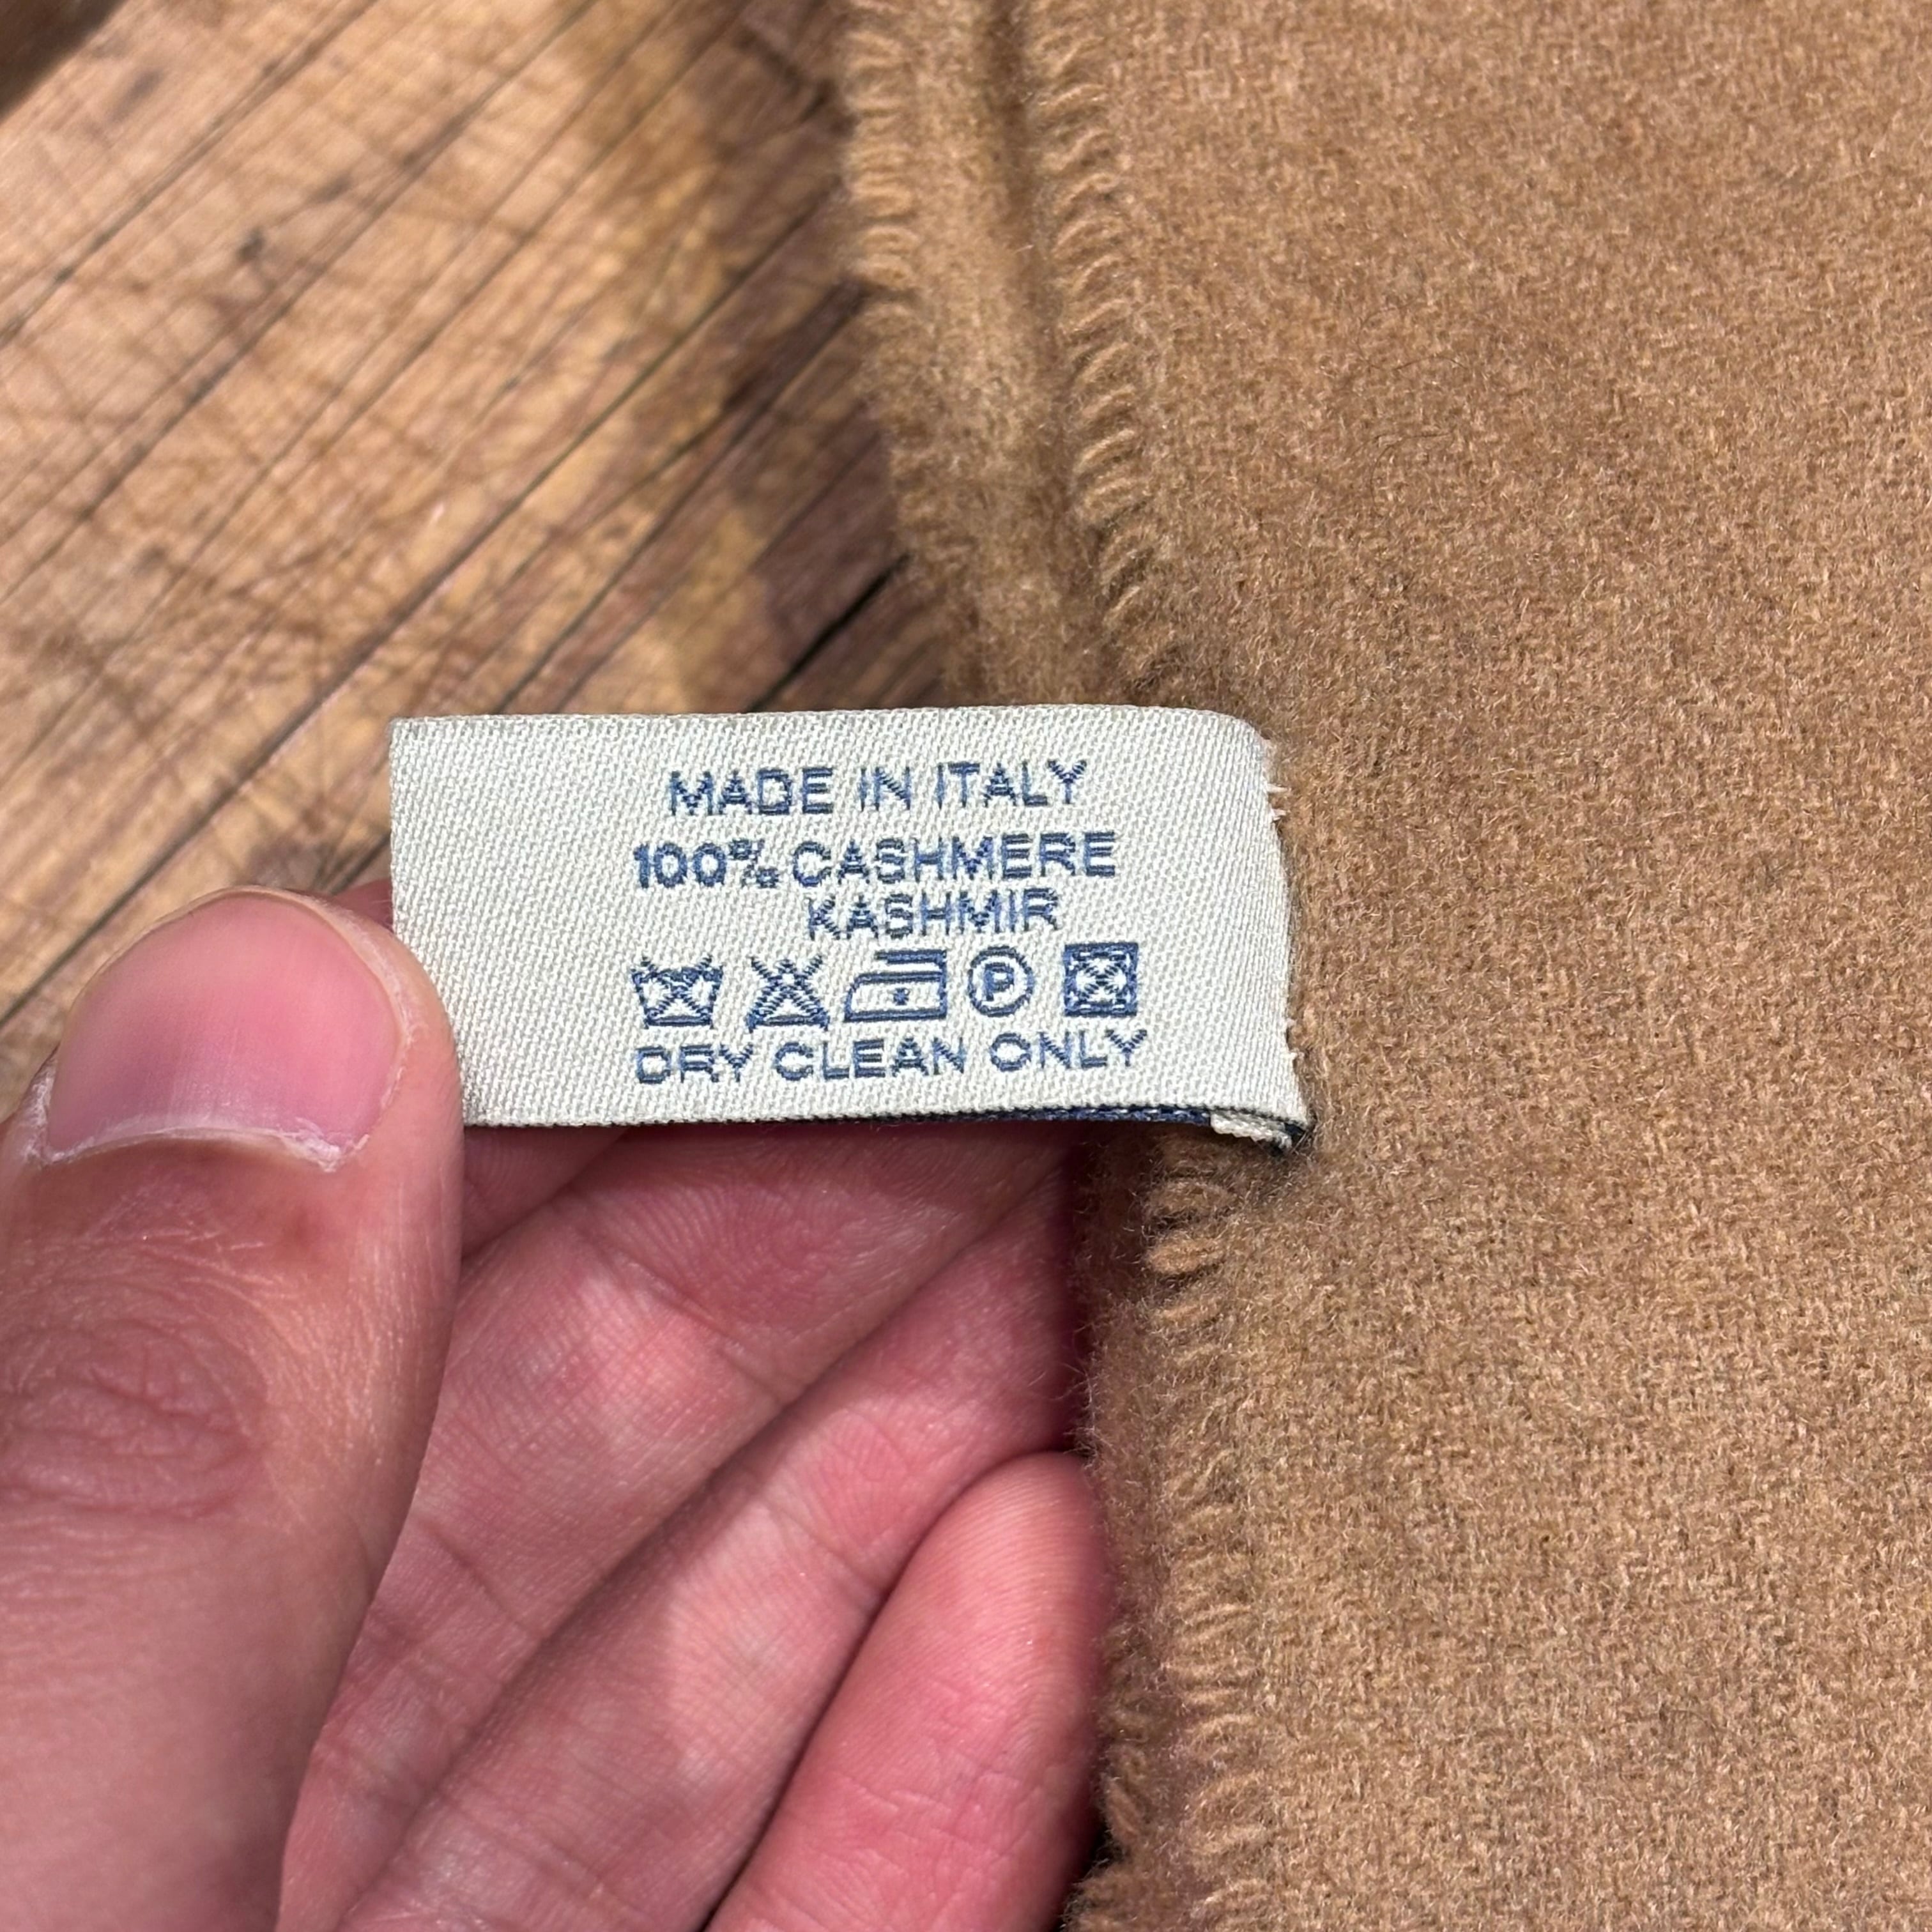 MADE IN ITALY
100% CASHMERE
KASHMIR
P
DRY CLEAN ONLY